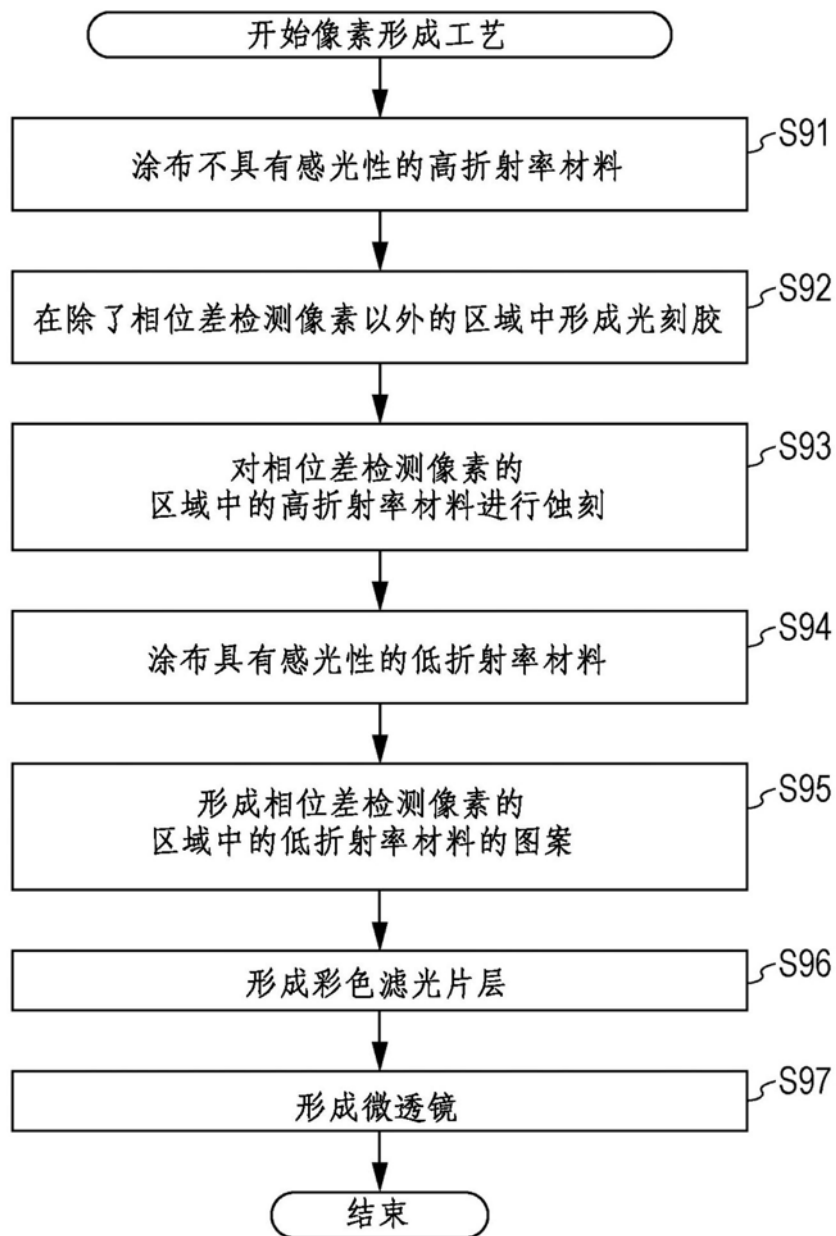 开始像素形成工艺
S91
涂布不具有感光性的高折射率材料
S92
在除了相位差检测像素以外的区域中形成光刻胶
S93
对相位差检测像素的
区域中的高折射率材料进行蚀刻
S94
涂布具有感光性的低折射率材料
S95
形成相位差检测像素的
区域中的低折射率材料的图案
S96
形成彩色滤光片层
S97
形成微透镜
结束